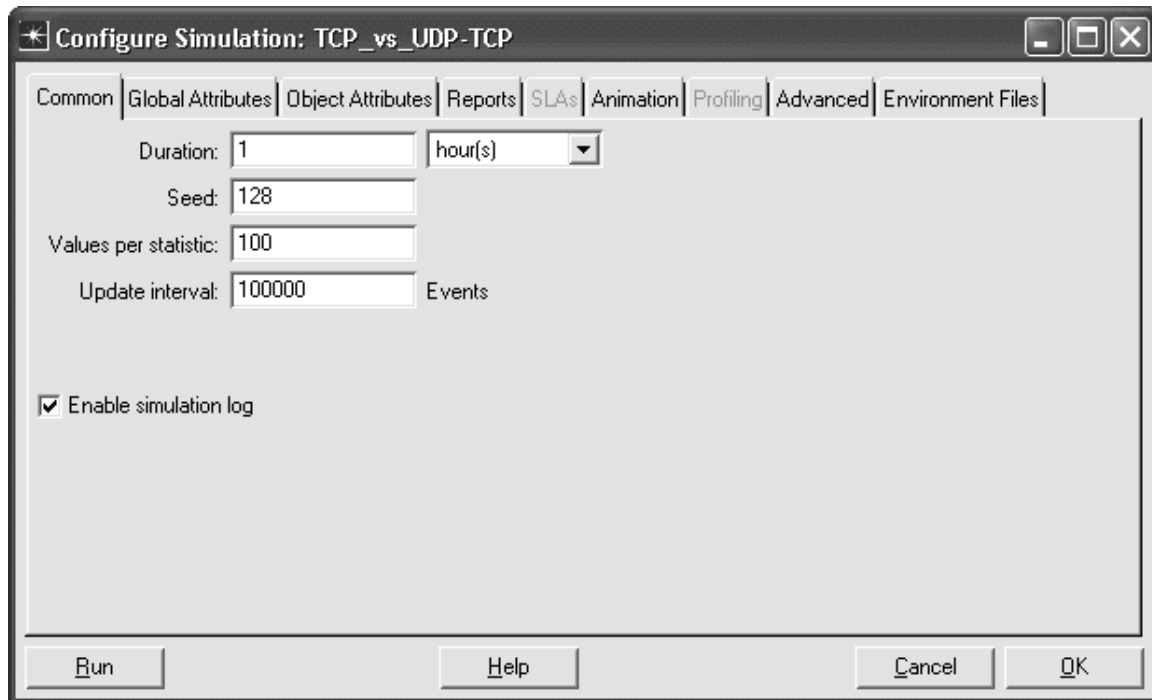 Configure Simulation: TCP_vs_UDP-TCP
Common Global Attributes Object Attributes Reports SLAs Animation Profiling Advanced Environment Files
Duration: 1 hour(s)
Seed: 128
Values per statistic: 100
Update interval: 100000 Events
Enable simulation log
Run Help Cancel OK